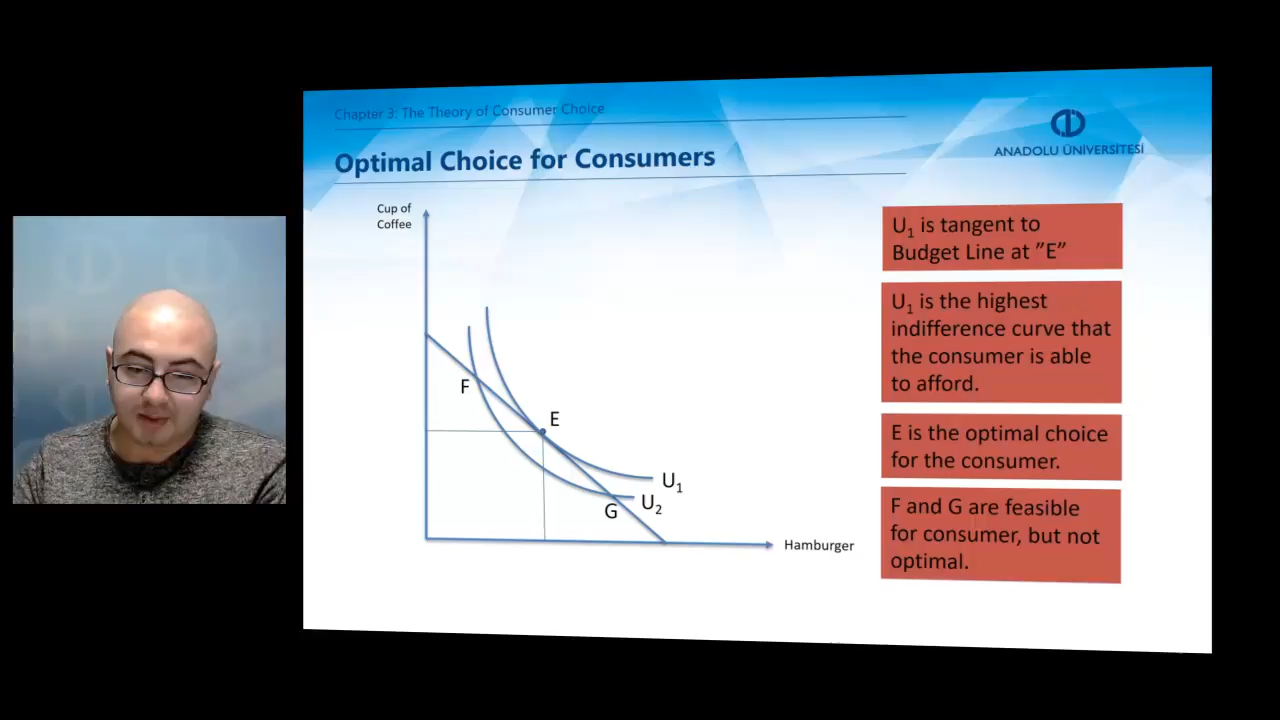 Chapter 3: The Theory of Consumer Choice
Optimal Choice for Consumers
ANADOLU ÜNİVERSİTESİ
Cup of
Coffee
F
E
U1
U2
G
Hamburger
U1 is tangent to
Budget Line at ”E”
U1 is the highest
indifference curve that
the consumer is able
to afford.
E is the optimal choice
for the consumer.
F and G are feasible
for consumer, but not
optimal.